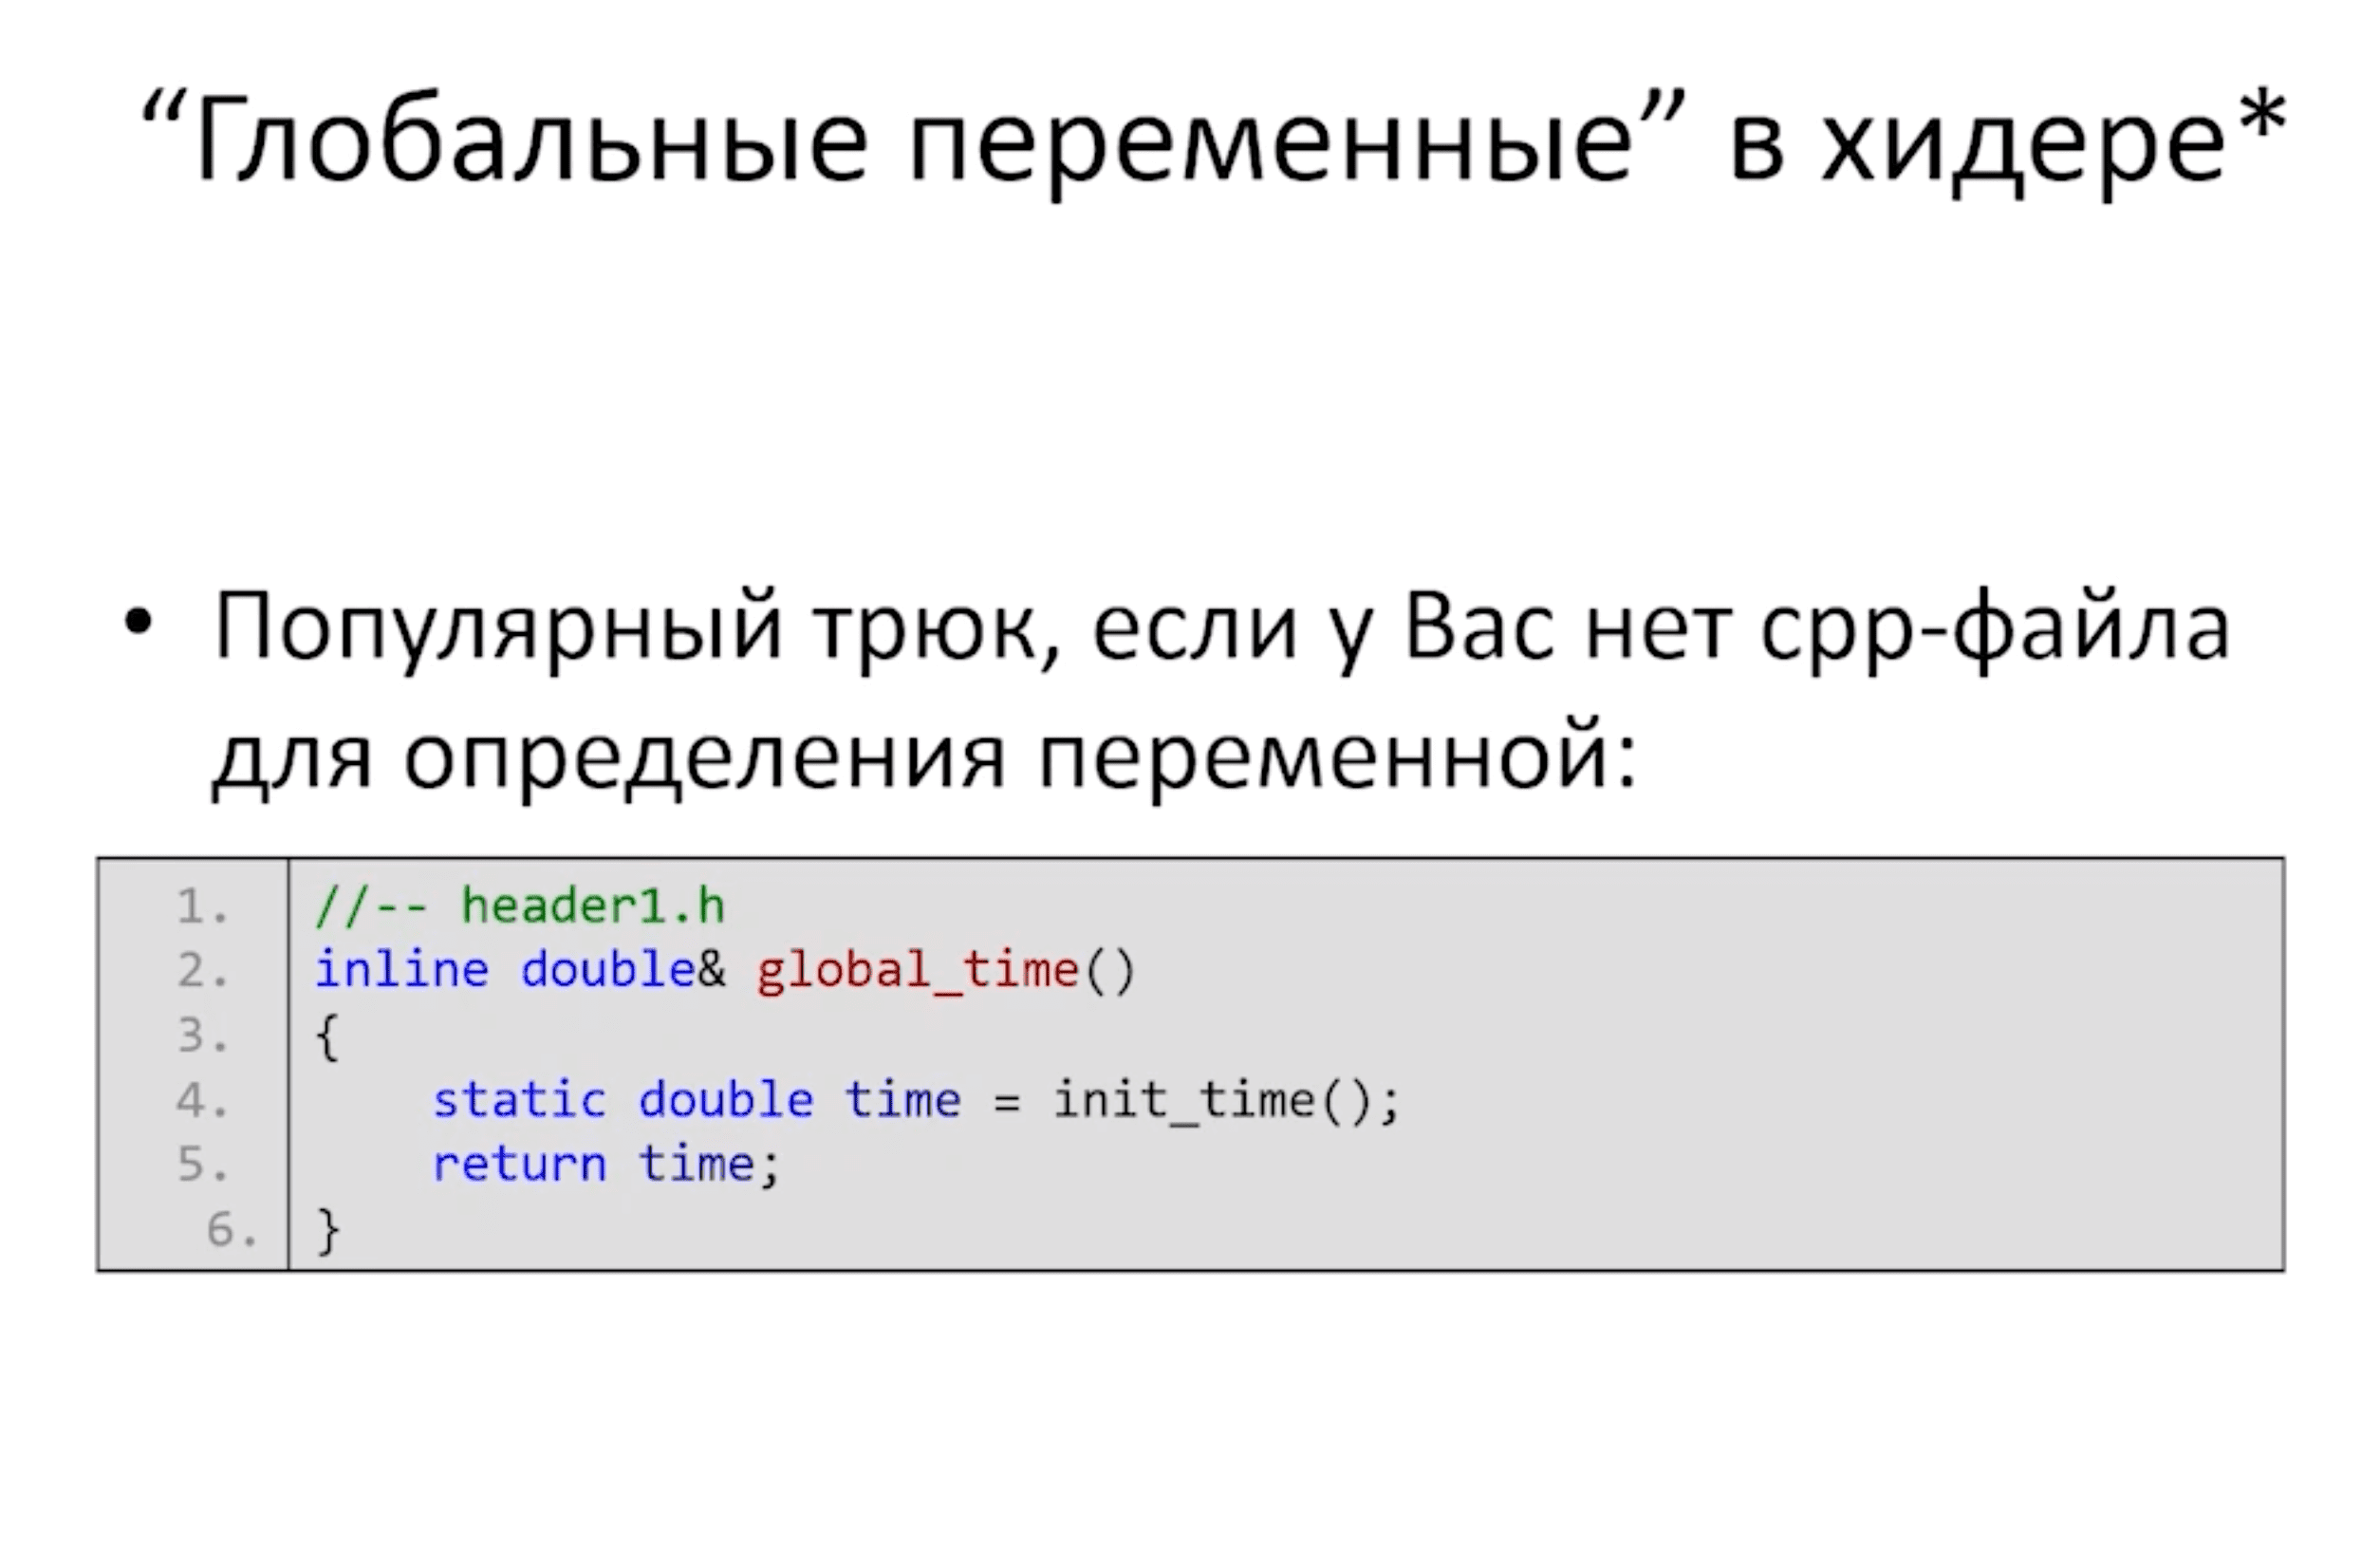 “Глобальные переменные” в хидере*
• Популярный трюк, если у Вас нет cpp-файла
для определения переменной:
1. //-- header1.h
2. inline double& global_time()
3. {
4.     static double time = init_time();
5.     return time;
6. }